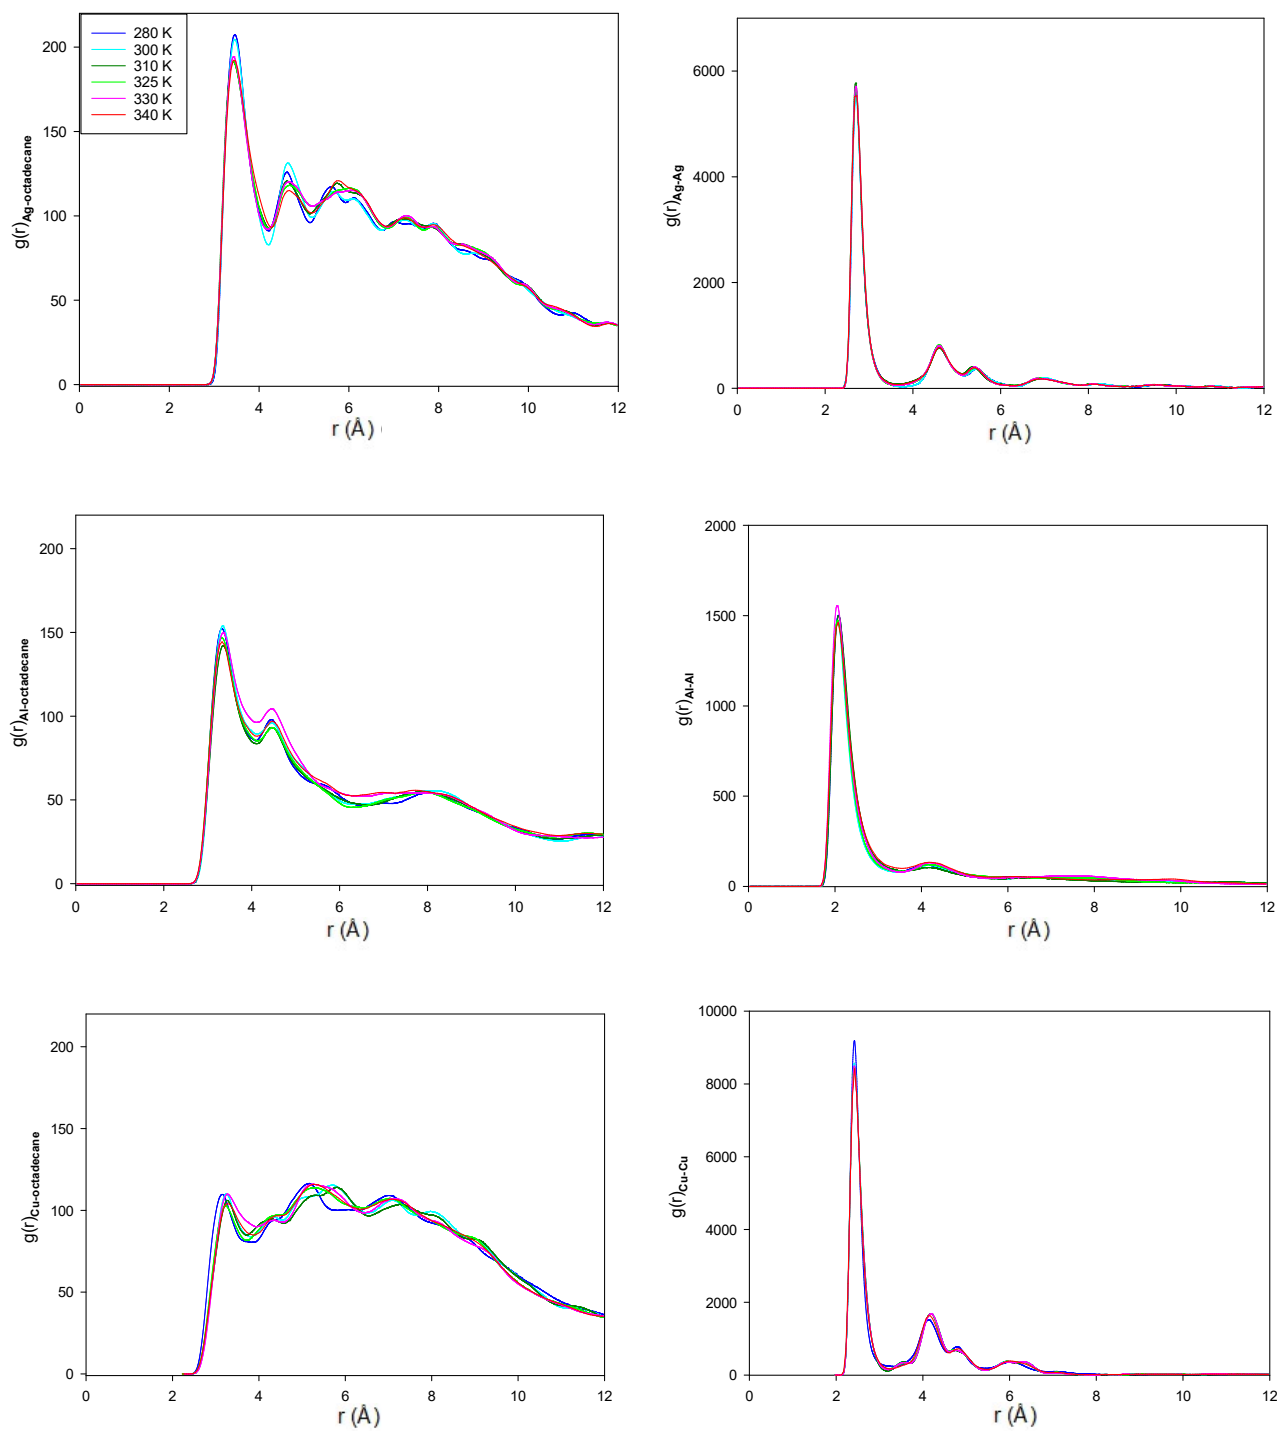 280 K
300 K
310 K
325 K
330 K
340 K
g(r)Ag-octadecane
200
150
100
50
0
0 2 4 6 8 10 12
r (Å)
g(r)Ag-Ag
6000
4000
2000
0
0 2 4 6 8 10 12
r (Å)
g(r)Al-octadecane
200
150
100
50
0
0 2 4 6 8 10 12
r (Å)
g(r)Al-Al
2000
1500
1000
500
0
0 2 4 6 8 10 12
r (Å)
g(r)Cu-octadecane
200
150
100
50
0
0 2 4 6 8 10 12
r (Å)
g(r)Cu-Cu
10000
8000
6000
4000
2000
0
0 2 4 6 8 10 12
r (Å)